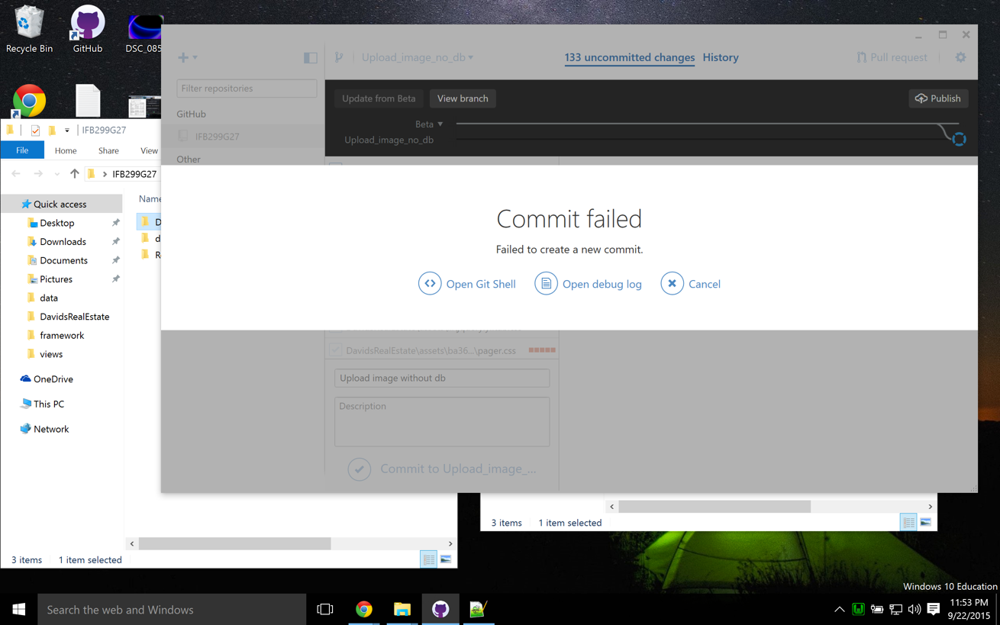 Recycle Bin
GitHub
DSC_085
IFB299G27
File
Home
Share
View
IFB299G27
Name
Quick access
Desktop
Downloads
Documents
Pictures
data
DavidsRealEstate
framework
views
OneDrive
This PC
Network
3 items
1 item selected
Upload_image_no_db
133 uncommitted changes
History
Pull request
Filter repositories
GitHub
IFB299G27
Other
Update from Beta
View branch
Publish
Beta
Upload_image_no_db
Commit failed
Failed to create a new commit.
Open Git Shell
Open debug log
Cancel
DavidsRealEstate\assets\ba36...\pager.css
Upload image without db
Description
Commit to Upload_image_...
3 items
1 item selected
Windows 10 Education
Search the web and Windows
11:53 PM
9/22/2015